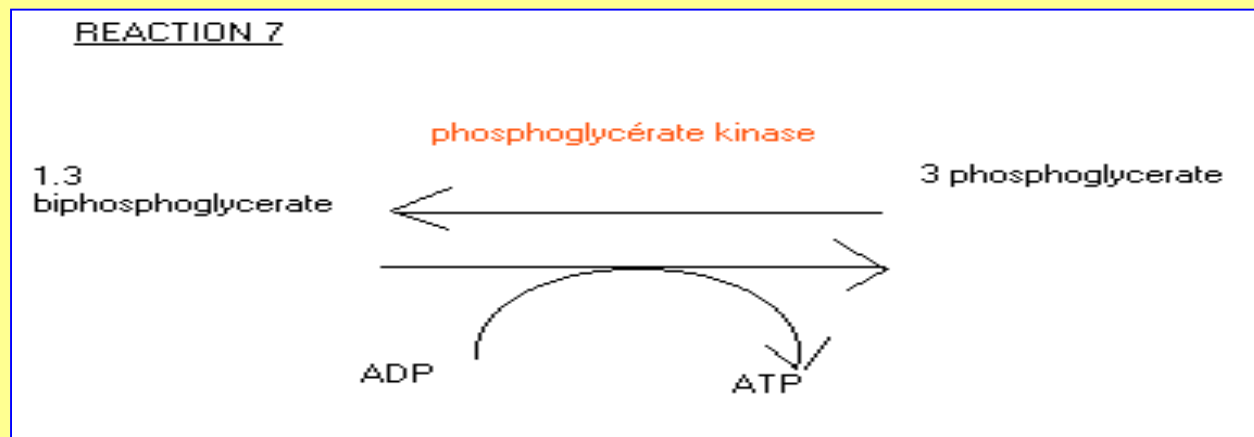 REACTION 7
phosphoglycérate kinase
1.3
biphosphoglycerate
3 phosphoglycerate
ADP
ATP